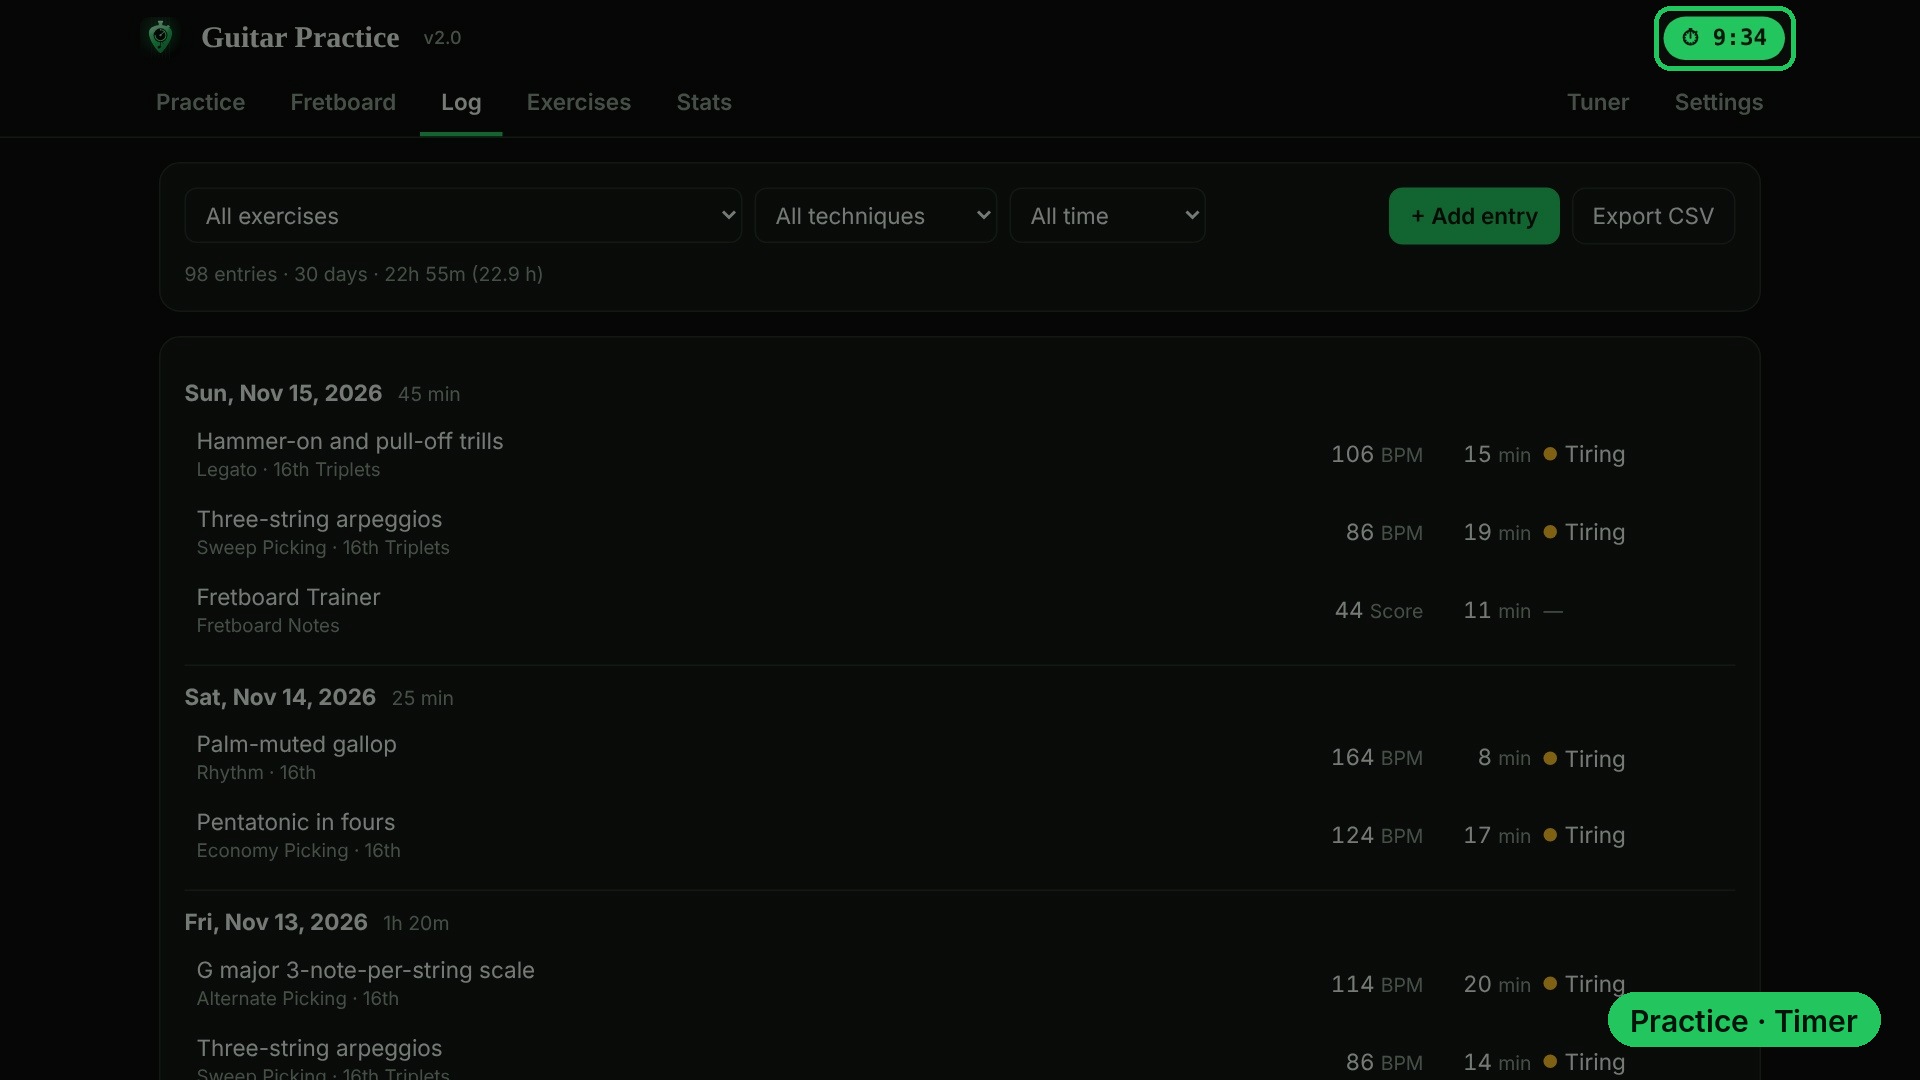 Guitar Practice v2.0
9:34
Practice Fretboard Log Exercises Stats Tuner Settings
All exercises All techniques All time + Add entry Export CSV
98 entries · 30 days · 22h 55m (22.9 h)
Sun, Nov 15, 2026 45 min
Hammer-on and pull-off trills
Legato · 16th Triplets
106 BPM 15 min Tiring
Three-string arpeggios
Sweep Picking · 16th Triplets
86 BPM 19 min Tiring
Fretboard Trainer
Fretboard Notes
44 Score 11 min —
Sat, Nov 14, 2026 25 min
Palm-muted gallop
Rhythm · 16th
164 BPM 8 min Tiring
Pentatonic in fours
Economy Picking · 16th
124 BPM 17 min Tiring
Fri, Nov 13, 2026 1h 20m
G major 3-note-per-string scale
Alternate Picking · 16th
114 BPM 20 min Tiring
Three-string arpeggios
Sweep Picking · 16th Triplets
86 BPM 14 min Tiring
Practice · Timer